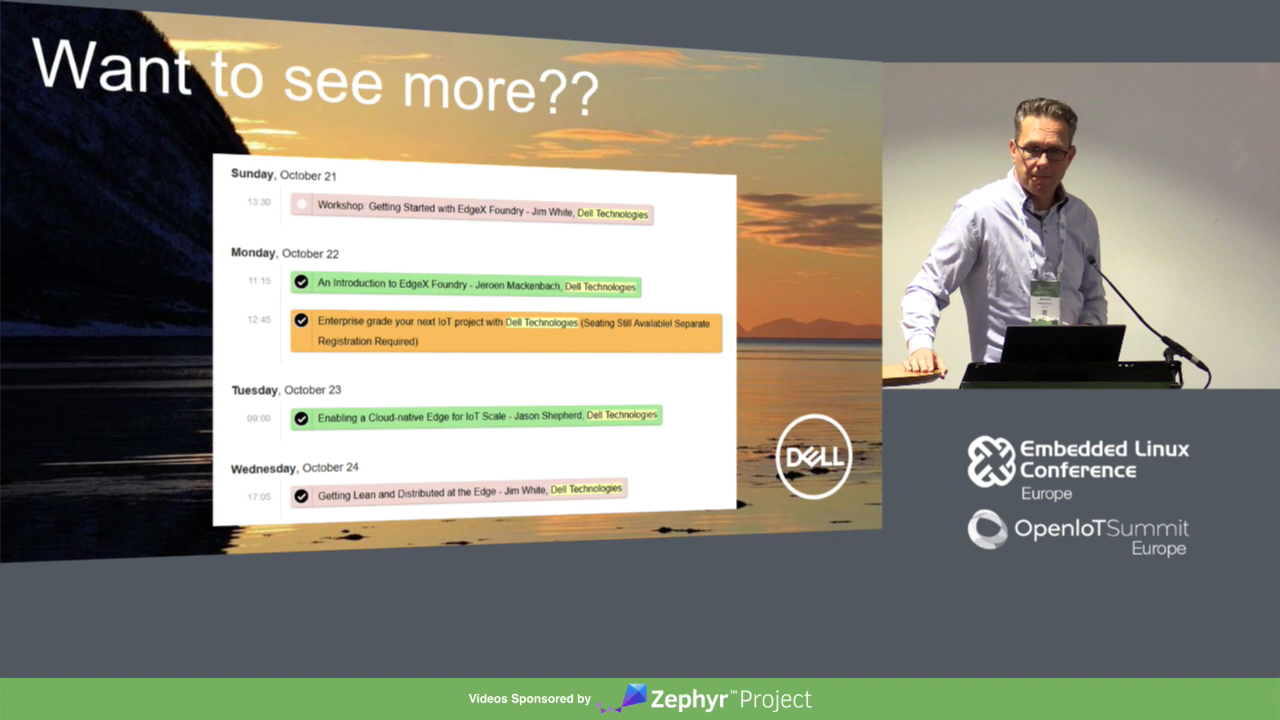 Want to see more??
Sunday, October 21
13:30
Workshop: Getting Started with EdgeX Foundry - Jim White, Dell Technologies
Monday, October 22
11:15
An Introduction to EdgeX Foundry - Jeroen Mackenbach, Dell Technologies
12:45
Enterprise grade your next IoT project with Dell Technologies (Seating Still Available! Separate
Registration Required)
Tuesday, October 23
09:00
Enabling a Cloud-native Edge for IoT Scale - Jason Shepherd, Dell Technologies
Wednesday, October 24
17:05
Getting Lean and Distributed at the Edge - Jim White, Dell Technologies
DELL
Embedded Linux
Conference
Europe
OpenIoTSummit
Europe
Videos Sponsored by
Zephyr™Project